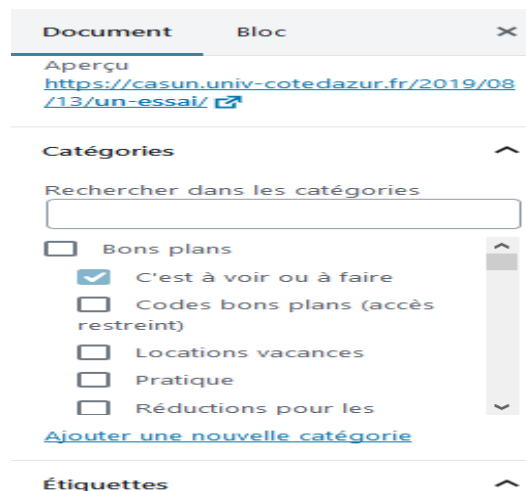 Document Bloc
Aperçu
https://casun.univ-cotedazur.fr/2019/08
/13/un-essai/
Catégories
Rechercher dans les catégories
Bons plans
C'est à voir ou à faire
Codes bons plans (accès
restreint)
Locations vacances
Pratique
Réductions pour les
Ajouter une nouvelle catégorie
Étiquettes